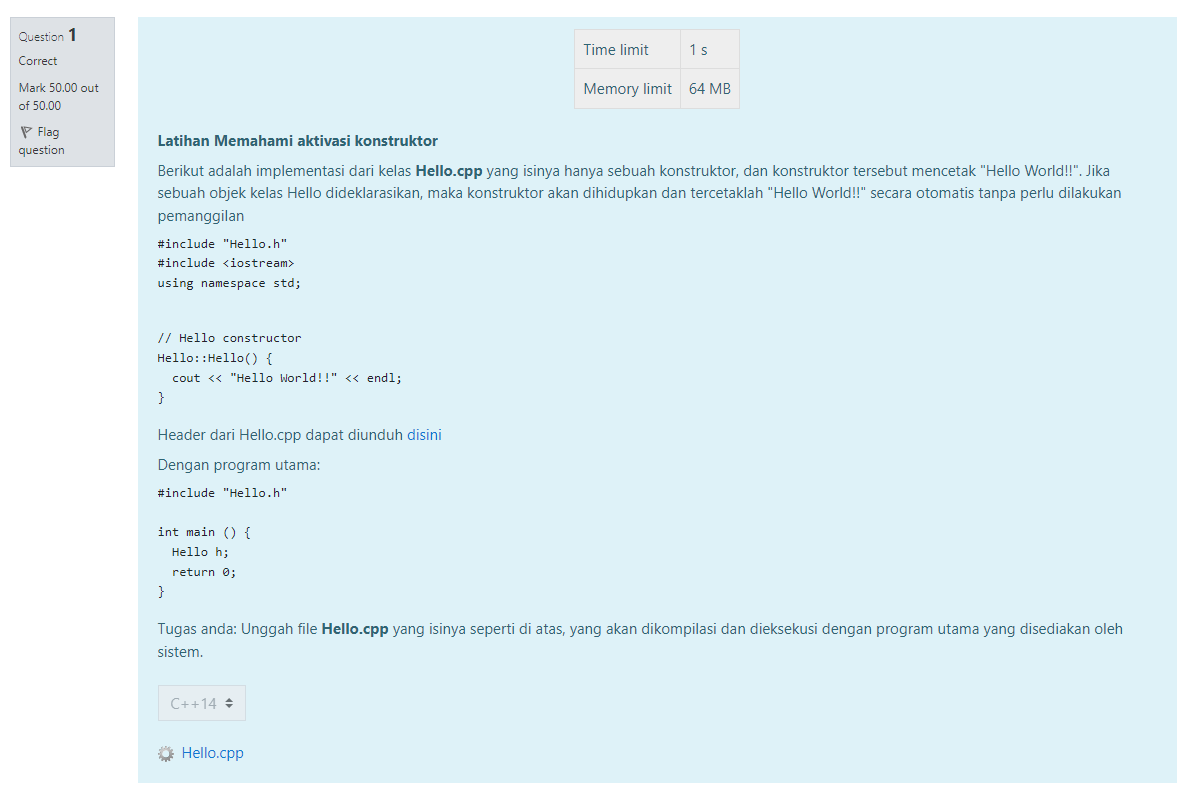 Question 1
Correct
Mark 50.00 out
of 50.00
Flag
question
Time limit 1 s
Memory limit 64 MB
Latihan Memahami aktivasi konstruktor
Berikut adalah implementasi dari kelas Hello.cpp yang isinya hanya sebuah konstruktor, dan konstruktor tersebut mencetak "Hello World!!". Jika
sebuah objek kelas Hello dideklarasikan, maka konstruktor akan dihidupkan dan tercetaklah "Hello World!!" secara otomatis tanpa perlu dilakukan
pemanggilan
#include "Hello.h"
#include <iostream>
using namespace std;
// Hello constructor
Hello::Hello() {
  cout << "Hello World!!" << endl;
}
Header dari Hello.cpp dapat diunduh disini
Dengan program utama:
#include "Hello.h"
int main () {
  Hello h;
  return 0;
}
Tugas anda: Unggah file Hello.cpp yang isinya seperti di atas, yang akan dikompilasi dan dieksekusi dengan program utama yang disediakan oleh
sistem.
C++14
Hello.cpp